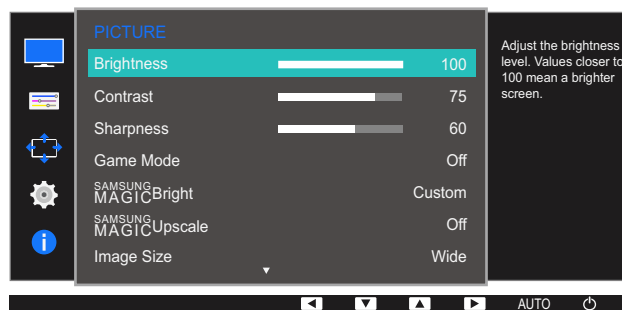 PICTURE
Brightness 100
Contrast 75
Sharpness 60
Game Mode Off
SAMSUNG
MAGICBright Custom
SAMSUNG
MAGICUpscale Off
Image Size Wide
Adjust the brightness
level. Values closer to
100 mean a brighter
screen.
AUTO